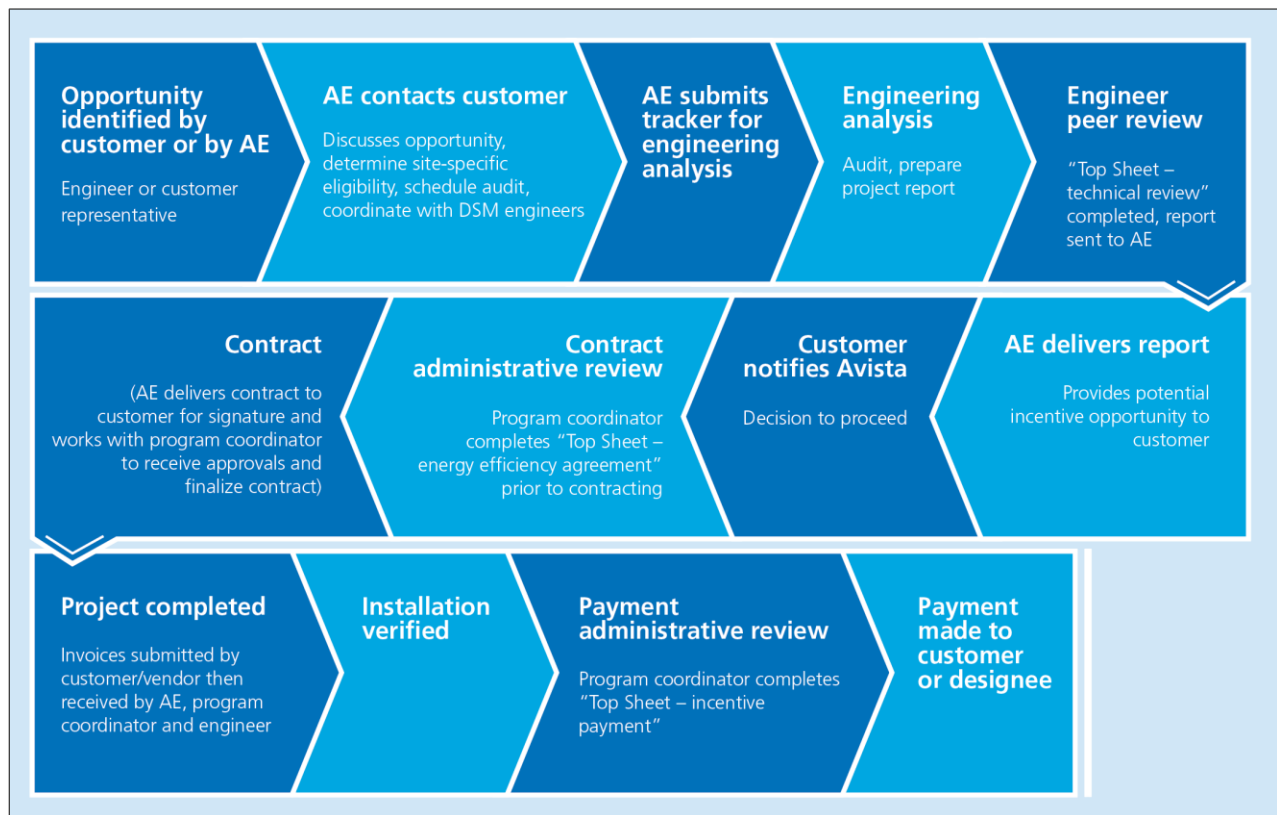 Opportunity
identified by
customer or by AE
Engineer or customer
representative
AE contacts customer
Discusses opportunity,
determine site-specific
eligibility, schedule audit,
coordinate with DSM engineers
AE submits
tracker for
engineering
analysis
Engineering
analysis
Audit, prepare
project report
Engineer
peer review
“Top Sheet –
technical review”
completed, report
sent to AE
AE delivers report
Provides potential
incentive opportunity to
customer
Customer
notifies Avista
Decision to proceed
Contract
administrative review
Program coordinator
completes “Top Sheet –
energy efficiency agreement”
prior to contracting
Contract
(AE delivers contract to
customer for signature and
works with program coordinator
to receive approvals and
finalize contract)
Project completed
Invoices submitted by
customer/vendor then
received by AE, program
coordinator and engineer
Installation
verified
Payment
administrative review
Program coordinator completes
“Top Sheet – incentive
payment”
Payment
made to
customer
or designee